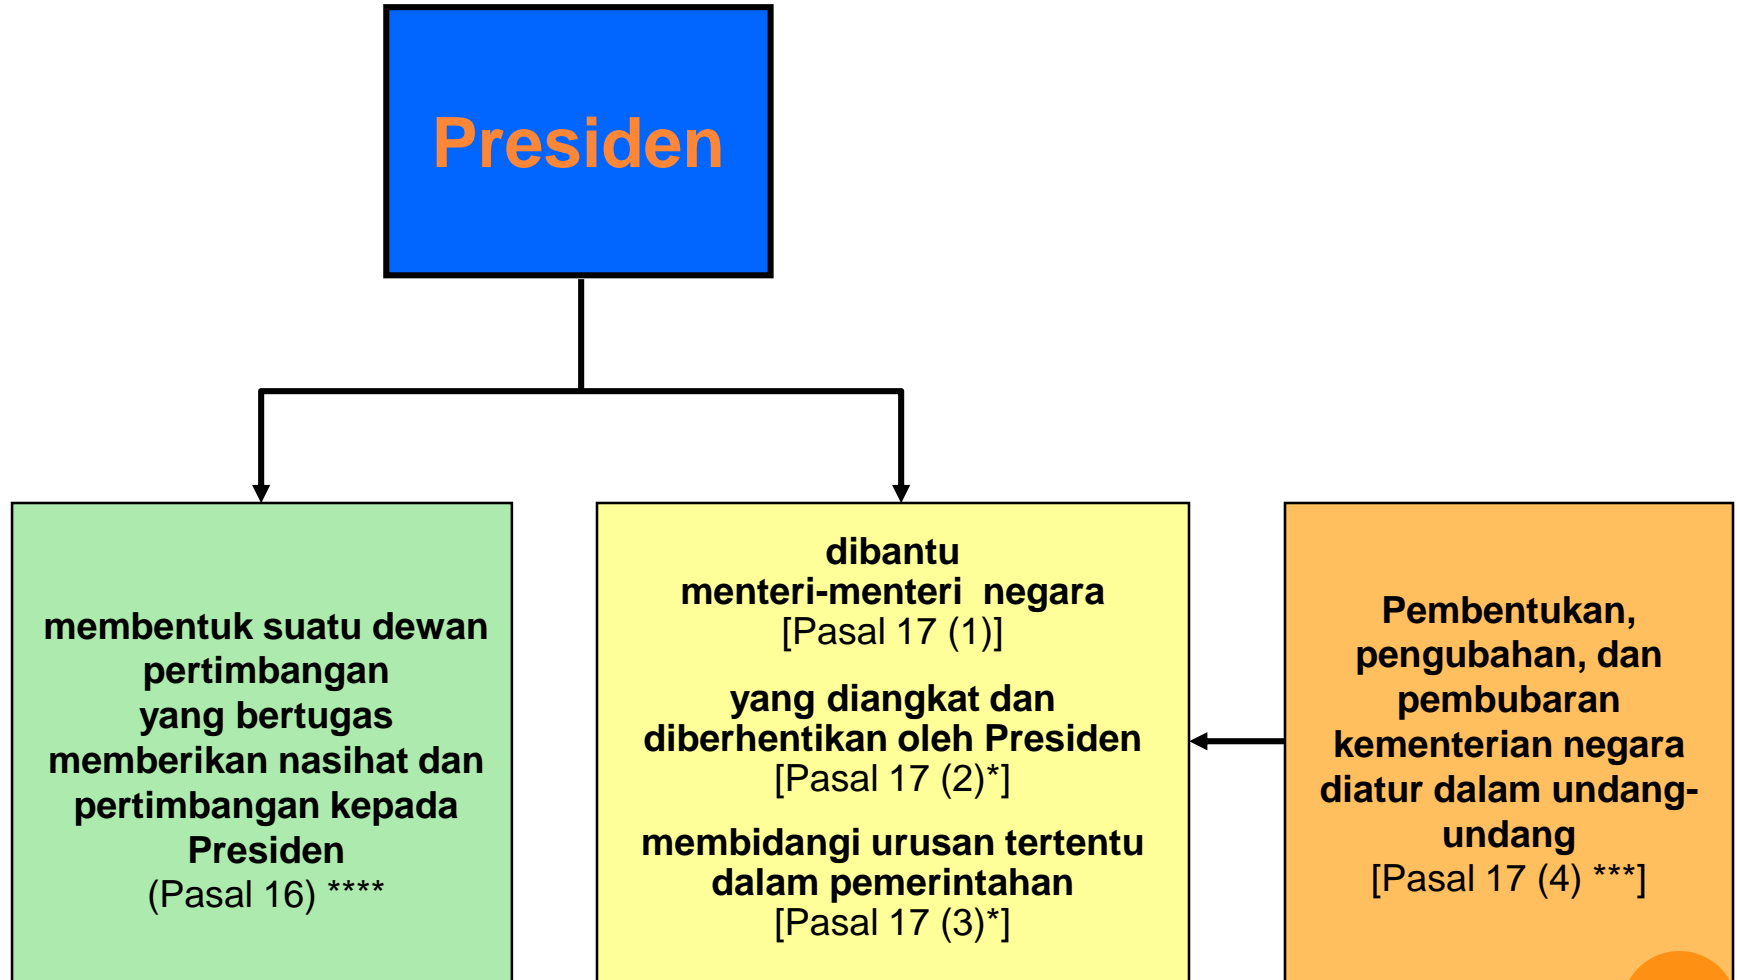 Presiden
membentuk suatu dewan
pertimbangan
yang bertugas
memberikan nasihat dan
pertimbangan kepada
Presiden
(Pasal 16) ****
dibantu
menteri-menteri negara
[Pasal 17 (1)]
yang diangkat dan
diberhentikan oleh Presiden
[Pasal 17 (2)*]
membidangi urusan tertentu
dalam pemerintahan
[Pasal 17 (3)*]
Pembentukan,
pengubahan, dan
pembubaran
kementerian negara
diatur dalam undang-
undang
[Pasal 17 (4) ***]